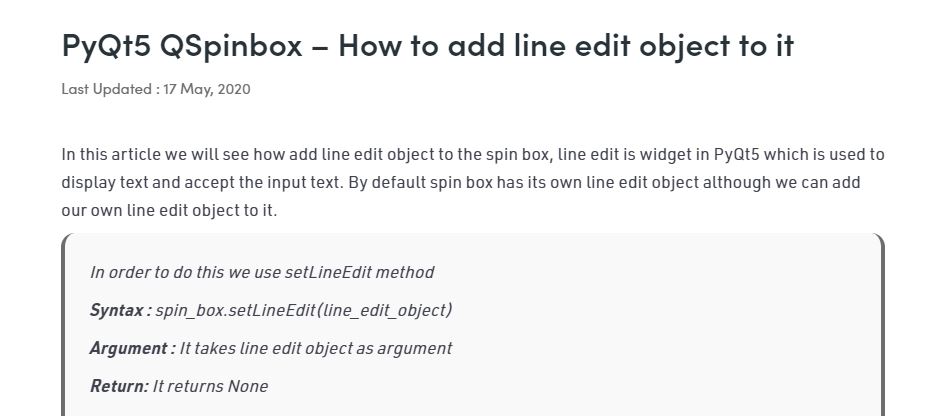 PyQt5 QSpinbox – How to add line edit object to it
Last Updated : 17 May, 2020
In this article we will see how add line edit object to the spin box, line edit is widget in PyQt5 which is used to
display text and accept the input text. By default spin box has its own line edit object although we can add
our own line edit object to it.
In order to do this we use setLineEdit method
Syntax : spin_box.setLineEdit(line_edit_object)
Argument : It takes line edit object as argument
Return: It returns None